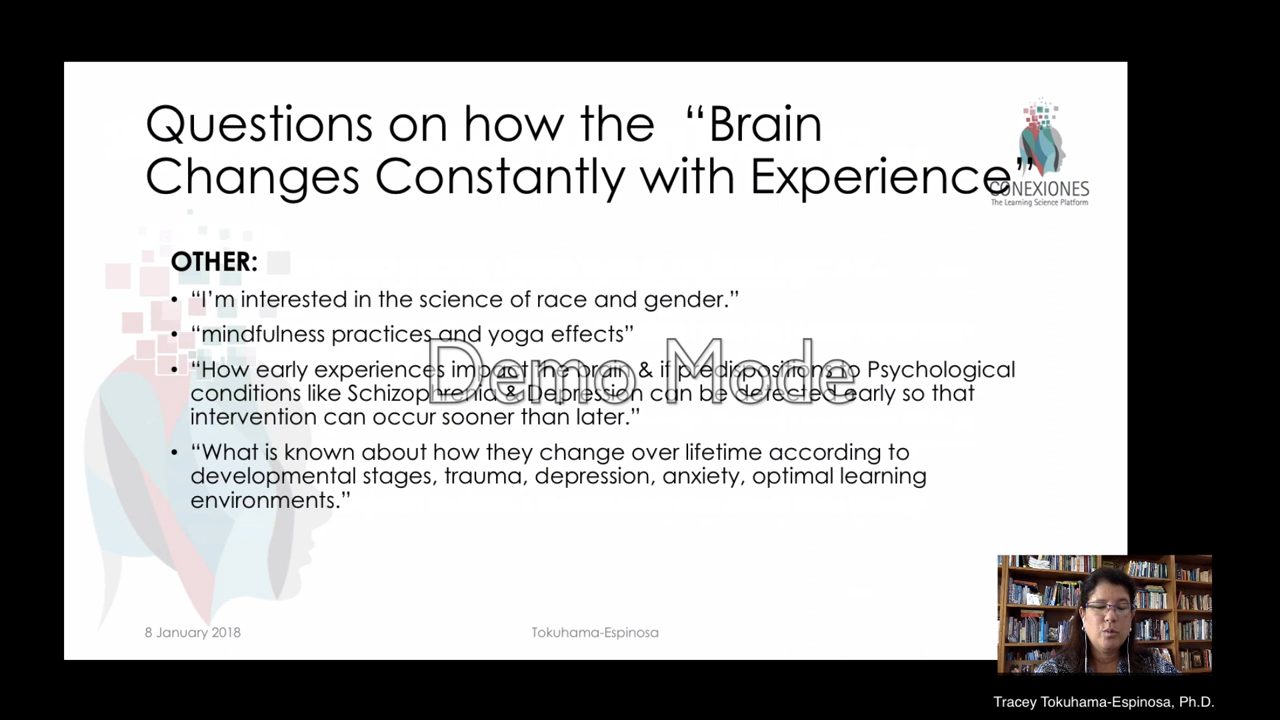 Questions on how the “Brain
Changes Constantly with Experience”
CONEXIONES
The Learning Science Platform
OTHER:
• “I’m interested in the science of race and gender.”
• “mindfulness practices and yoga effects”
• “How early experiences impact the brain & if predispositions to Psychological
conditions like Schizophrenia & Depression can be detected early so that
intervention can occur sooner than later.”
• “What is known about how they change over lifetime according to
developmental stages, trauma, depression, anxiety, optimal learning
environments.”
Demo Mode
8 January 2018
Tokuhama-Espinosa
Tracey Tokuhama-Espinosa, Ph.D.